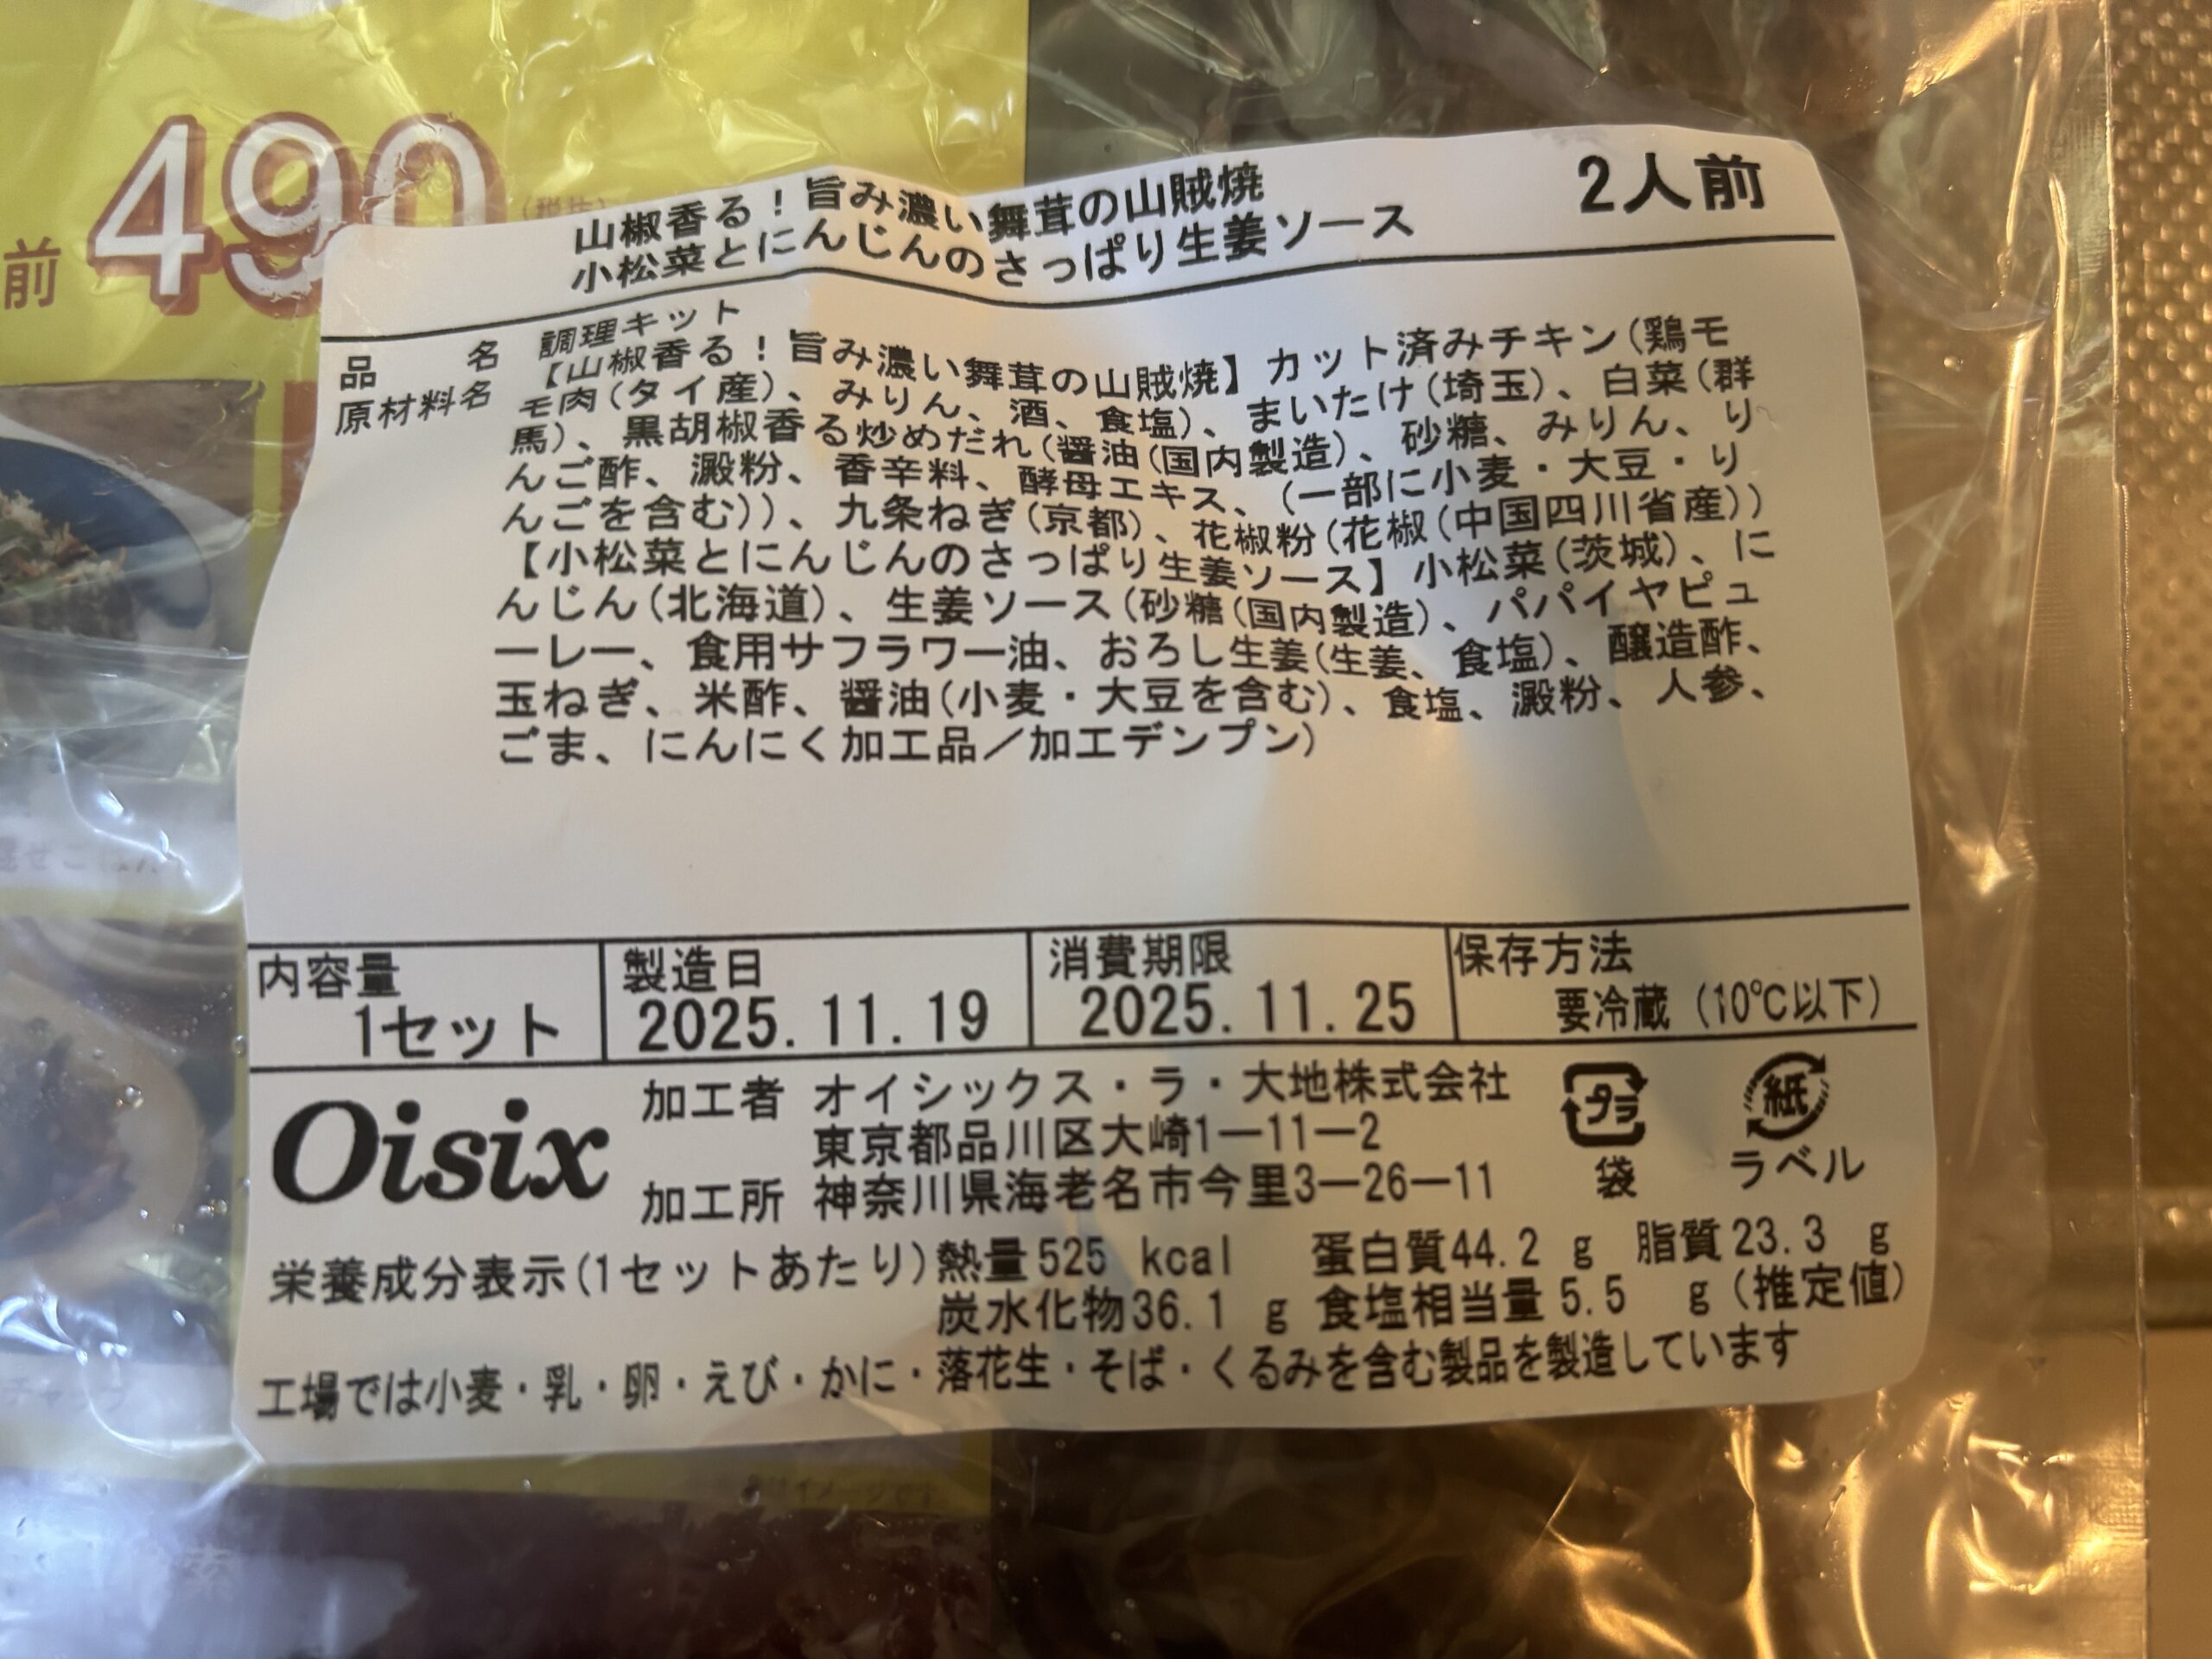 前 490
山椒香る！旨み濃い舞茸の山賊焼
小松菜とにんじんのさっぱり生姜ソース
2人前
品名 調理キット
原材料名 【山椒香る！旨み濃い舞茸の山賊焼】カット済みチキン(鶏モ
モ肉(タイ産)、みりん、酒、食塩)、まいたけ(埼玉)、白菜(群
馬)、黒胡椒香る炒めだれ(醤油(国内製造)、砂糖、みりん、り
んご酢、澱粉、香辛料、酵母エキス、(一部に小麦・大豆・り
んごを含む))、九条ねぎ(京都)、花椒粉(花椒(中国四川省産))
【小松菜とにんじんのさっぱり生姜ソース】小松菜(茨城)、に
んじん(北海道)、生姜ソース(砂糖(国内製造)、パパイヤピュ
ーレー、食用サフラワー油、おろし生姜(生姜、食塩)、醸造酢、
玉ねぎ、米酢、醤油(小麦・大豆を含む)、食塩、澱粉、人参、
ごま、にんにく加工品／加工デンプン)
内容量 製造日 消費期限 保存方法
1セット 2025.11.19 2025.11.25 要冷蔵(10℃以下)
Oisix
加工者 オイシックス・ラ・大地株式会社
東京都品川区大崎1—11—2
加工所 神奈川県海老名市今里3—26—11
プラ
袋
紙
ラベル
栄養成分表示(1セットあたり)熱量525 kcal 蛋白質44.2 g 脂質23.3 g
炭水化物36.1 g 食塩相当量5.5 g(推定値)
工場では小麦・乳・卵・えび・かに・落花生・そば・くるみを含む製品を製造しています